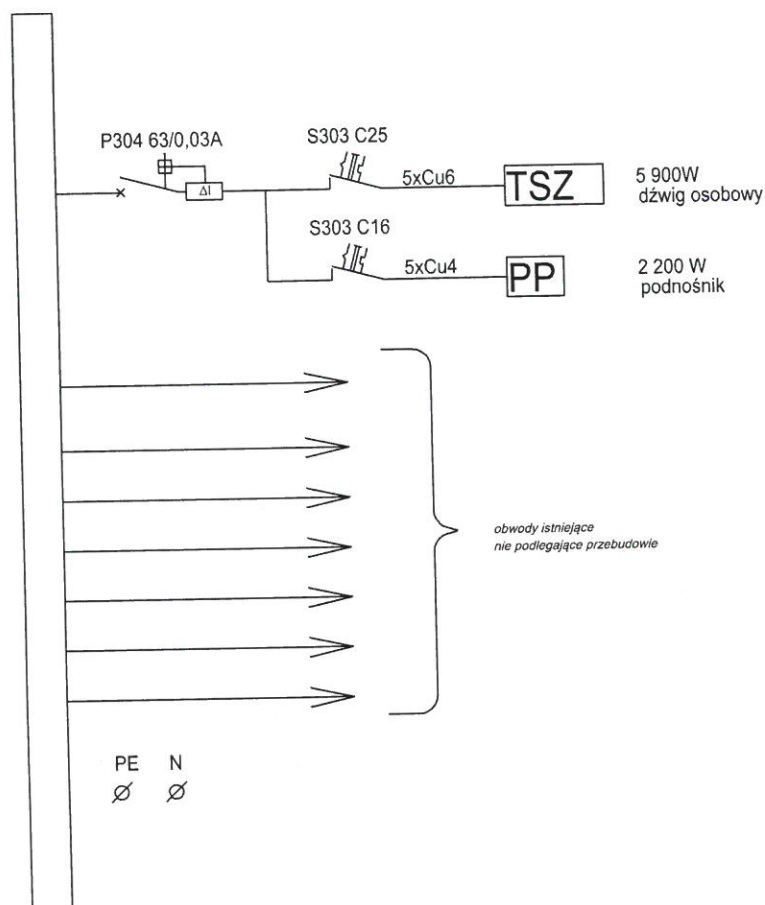 P304 63/0,03A
ΔI
S303 C25
5xCu6
TSZ
5 900W
dźwig osobowy
S303 C16
5xCu4
PP
2 200 W
podnośnik
obwody istniejące
nie podlegające przebudowie
PE N